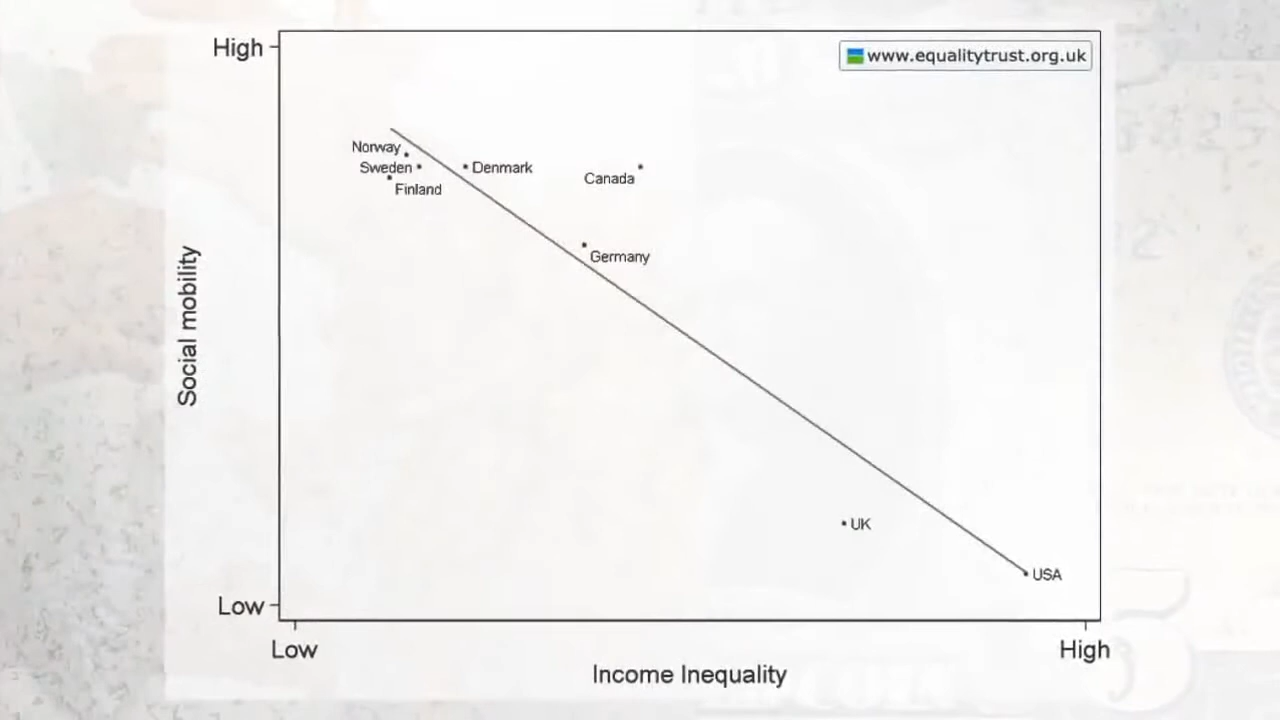 High
www.equalitytrust.org.uk
Norway
Sweden
Denmark
Canada
Finland
Germany
Social mobility
UK
USA
Low
Low
High
Income Inequality